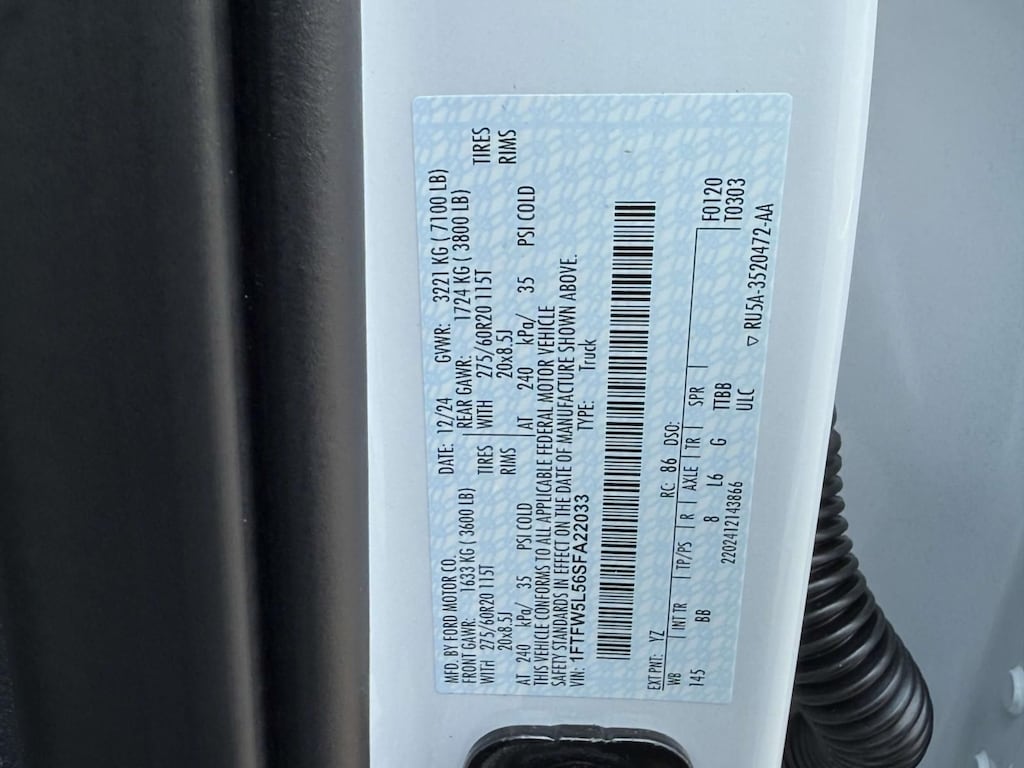 MFD. BY FORD MOTOR CO. DATE: 12/24 GVWR: 3221 KG ( 7100 LB)
FRONT GAWR: 1633 KG ( 3600 LB) REAR GAWR: 1724 KG ( 3800 LB)
WITH 275/60R20 115T TIRES WITH 275/60R20 115T TIRES
20x8.5J RIMS 20x8.5J RIMS
AT 240 kPa/ 35 PSI COLD AT 240 kPa/ 35 PSI COLD
THIS VEHICLE CONFORMS TO ALL APPLICABLE FEDERAL MOTOR VEHICLE
SAFETY STANDARDS IN EFFECT ON THE DATE OF MANUFACTURE SHOWN ABOVE.
VIN: 1FTFW5L56SFA22033 TYPE: Truck
EXT PNT: YZ RC: 86 DSO:
WB INT TR TP/PS R AXLE TR SPR F0120
145 BB 8 L6 G TTBB T0303
2202412143866 ULC
▽ RU5A-3520472-AA